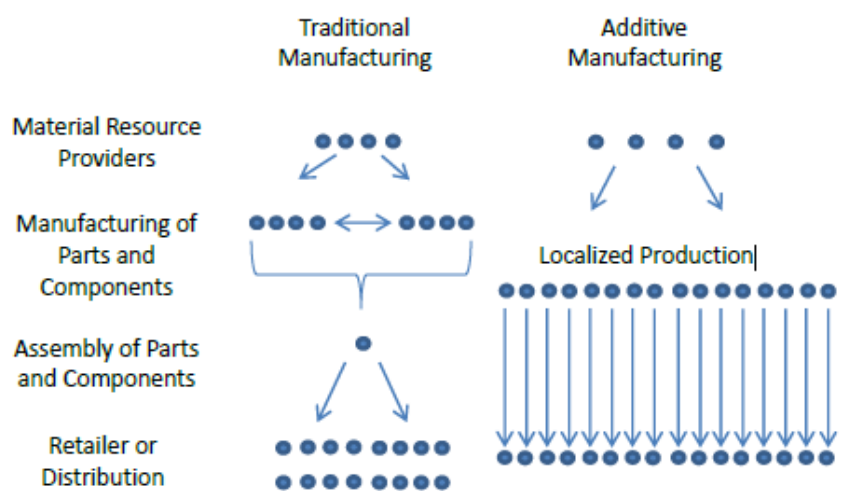 Traditional
Manufacturing
Additive
Manufacturing
Material Resource
Providers
Manufacturing of
Parts and
Components
Localized Production
Assembly of Parts
and Components
Retailer or
Distribution